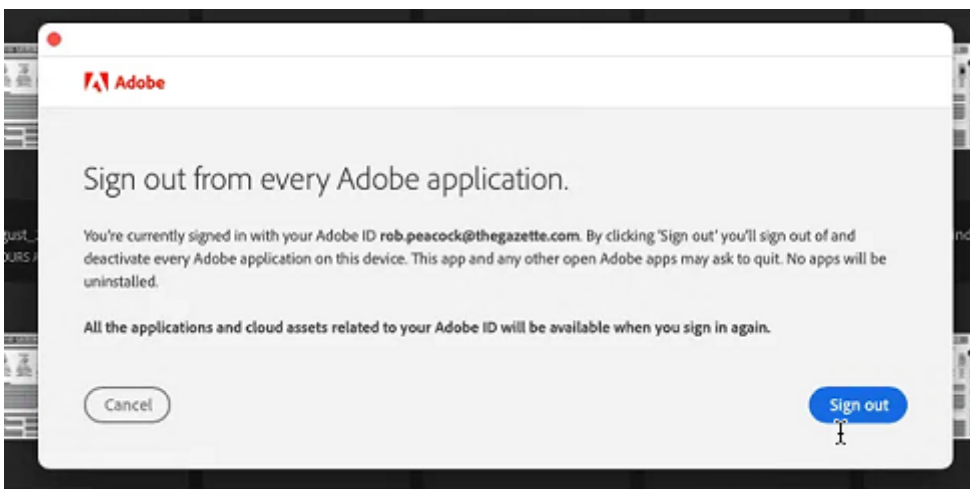 Adobe
Sign out from every Adobe application.
You're currently signed in with your Adobe ID rob.peacock@thegazette.com. By clicking 'Sign out' you'll sign out of and
deactivate every Adobe application on this device. This app and any other open Adobe apps may ask to quit. No apps will be
uninstalled.
All the applications and cloud assets related to your Adobe ID will be available when you sign in again.
Cancel
Sign out